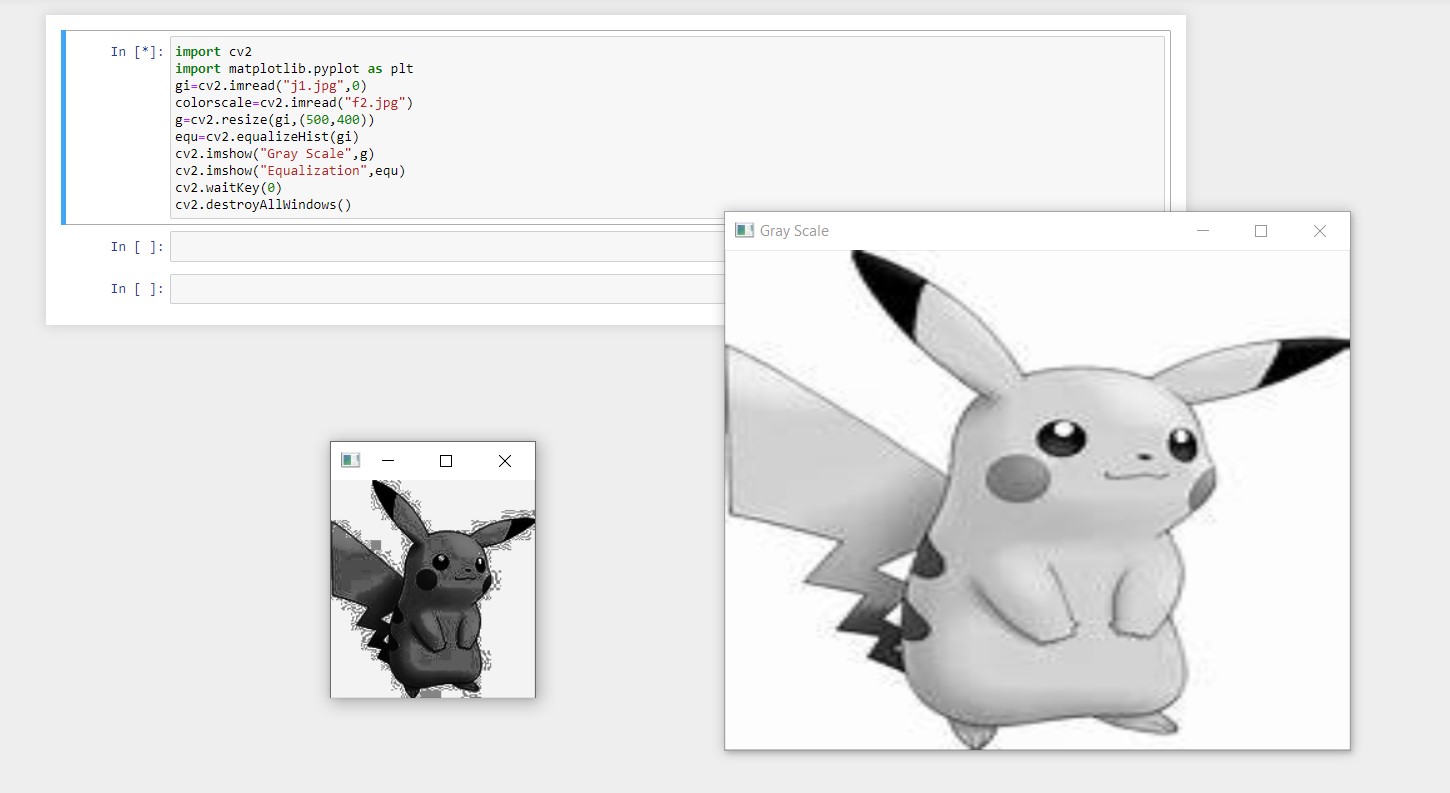 In [*]:
import cv2
import matplotlib.pyplot as plt
gi=cv2.imread("j1.jpg",0)
colorscale=cv2.imread("f2.jpg")
g=cv2.resize(gi,(500,400))
equ=cv2.equalizeHist(gi)
cv2.imshow("Gray Scale",g)
cv2.imshow("Equalization",equ)
cv2.waitKey(0)
cv2.destroyAllWindows()
In [ ]:
In [ ]:
Gray Scale